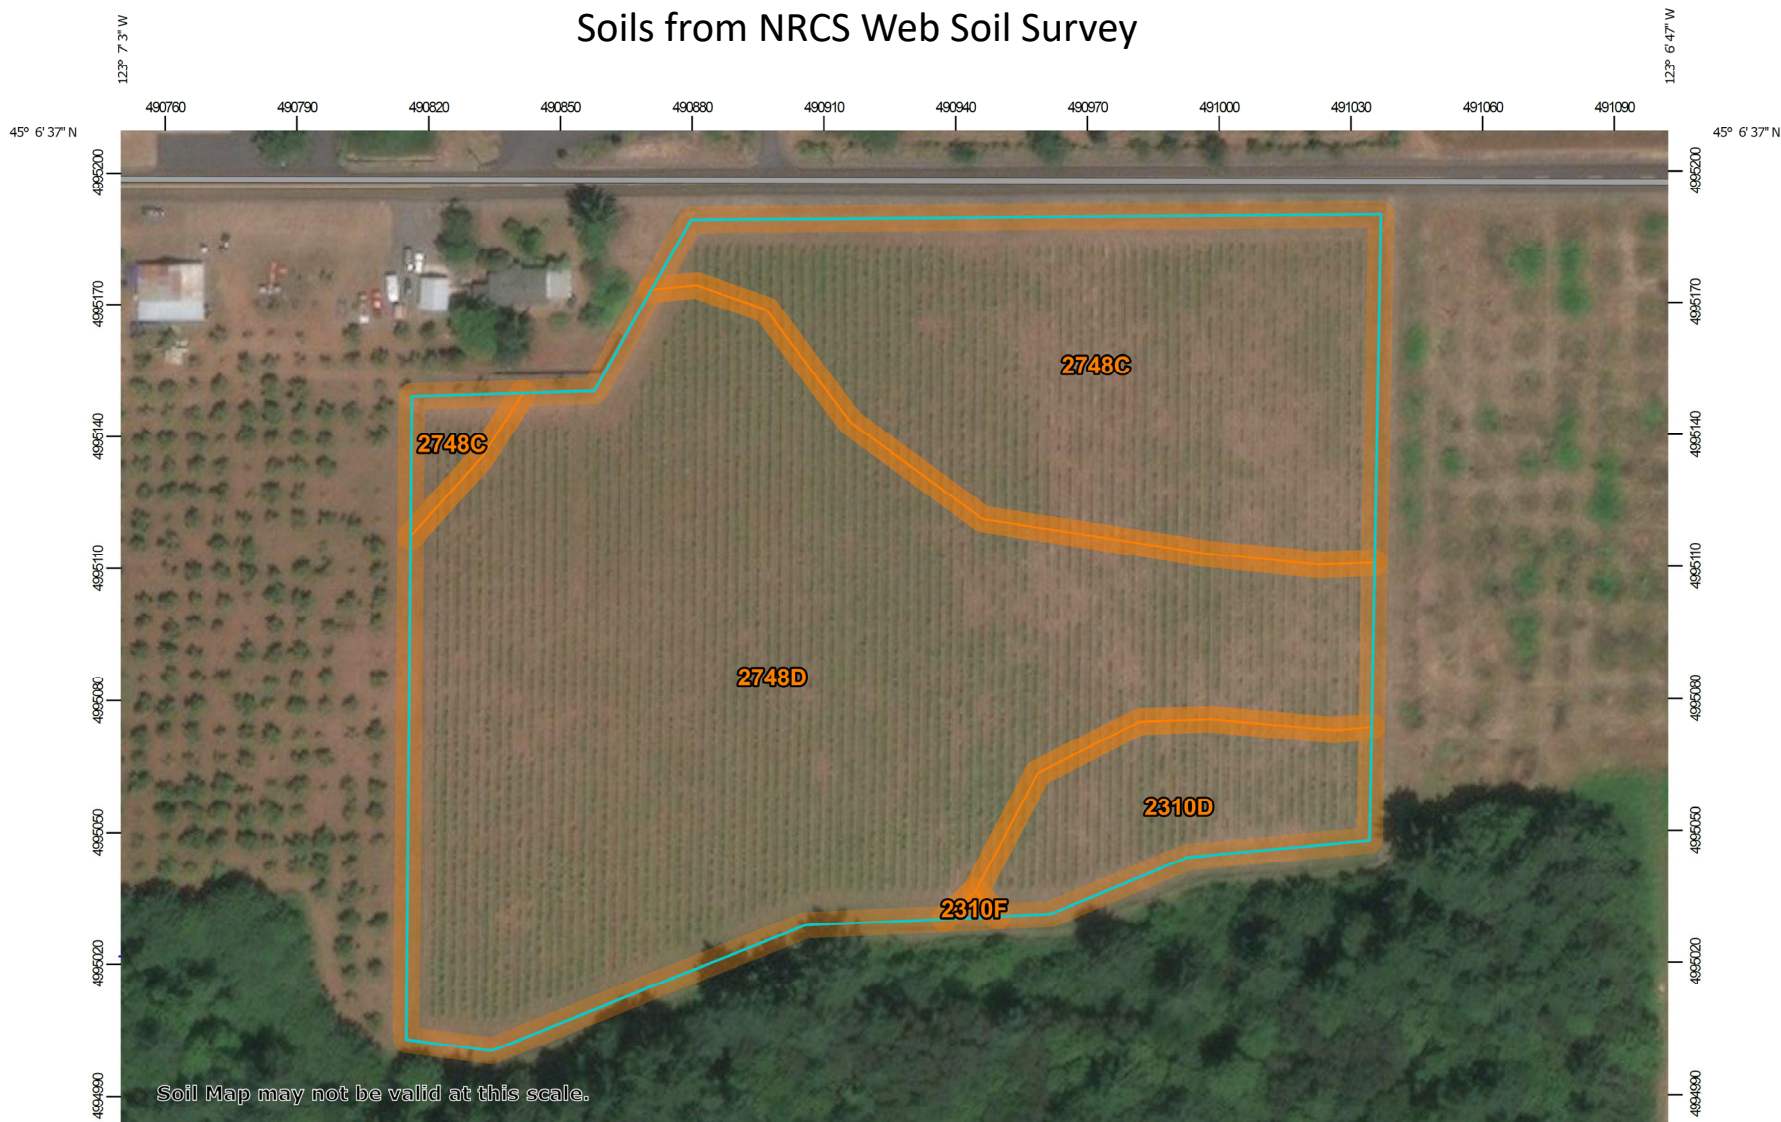 Soils from NRCS Web Soil Survey
123° 7' 3" W
123° 6' 47" W
490760 490790 490820 490850 490880 490910 490940 490970 491000 491030 491060 491090
45° 6' 37" N
45° 6' 37" N
4995200
4995200
4995170
4995170
2748C
4995140
2748C
4995140
4995110
4995110
2748D
4995080
4995080
2310D
4995050
4995050
2310F
4995020
4995020
Soil Map may not be valid at this scale.
4994990
4994990